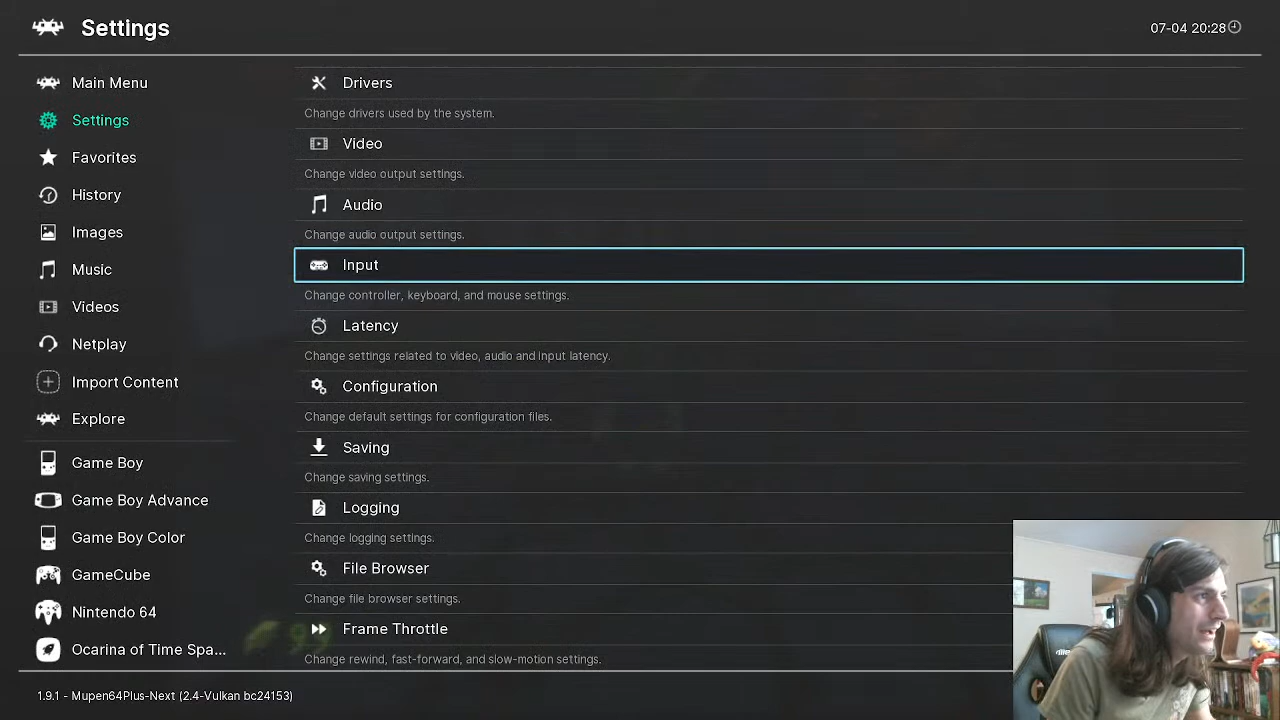 Settings
07-04 20:28
Main Menu
Settings
Favorites
History
Images
Music
Videos
Netplay
Import Content
Explore
Game Boy
Game Boy Advance
Game Boy Color
GameCube
Nintendo 64
Ocarina of Time Spa...
Drivers
Change drivers used by the system.
Video
Change video output settings.
Audio
Change audio output settings.
Input
Change controller, keyboard, and mouse settings.
Latency
Change settings related to video, audio and input latency.
Configuration
Change default settings for configuration files.
Saving
Change saving settings.
Logging
Change logging settings.
File Browser
Change file browser settings.
Frame Throttle
Change rewind, fast-forward, and slow-motion settings.
1.9.1 - Mupen64Plus-Next (2.4-Vulkan bc24153)